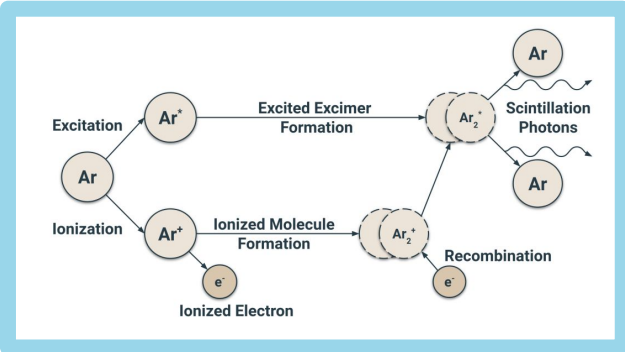 Ar
Excited Excimer
Formation
Excitation
Ar*
Ar₂*
Scintillation
Photons
Ar
Ar
Ionization
Ar⁺
Ionized Molecule
Formation
Ar₂⁺
Recombination
e⁻
e⁻
Ionized Electron